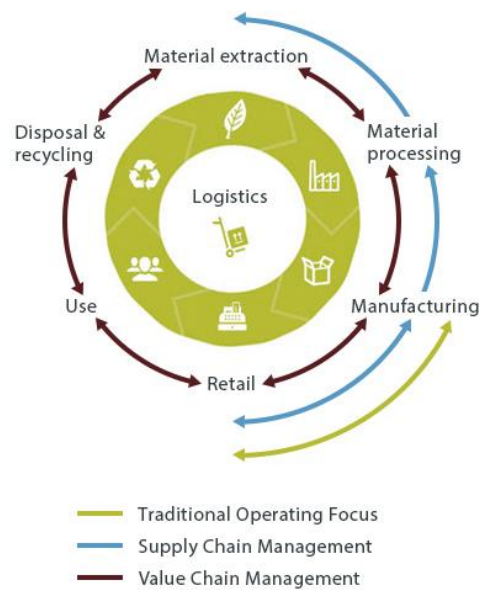 Material extraction
Disposal &
recycling
Material
processing
Logistics
Use
Manufacturing
Retail
Traditional Operating Focus
Supply Chain Management
Value Chain Management